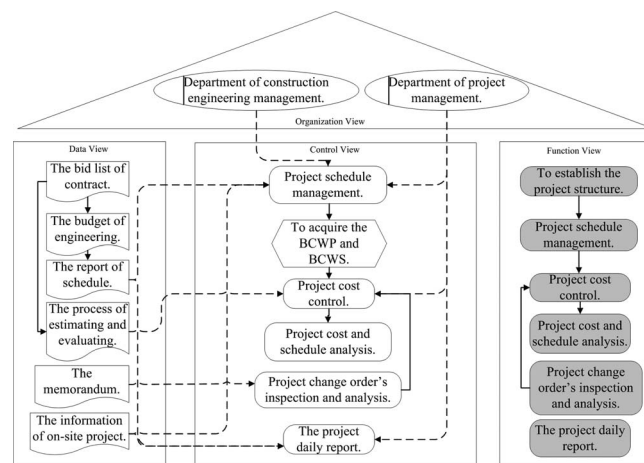 Department of construction
engineering management.
Department of project
management.
Organization View
Data View
The bid list of
contract.
The budget of
engineering.
The report of
schedule.
The process of
estimating and
evaluating.
The
memorandum.
The information
of on-site project.
Control View
Project schedule
management.
To acquire the
BCWP and
BCWS.
Project cost
control.
Project cost and
schedule analysis.
Project change order's
inspection and analysis.
The project
daily report.
Function View
To establish the
project structure.
Project schedule
management.
Project cost
control.
Project cost and
schedule analysis.
Project change
order's inspection
and analysis.
The project daily
report.